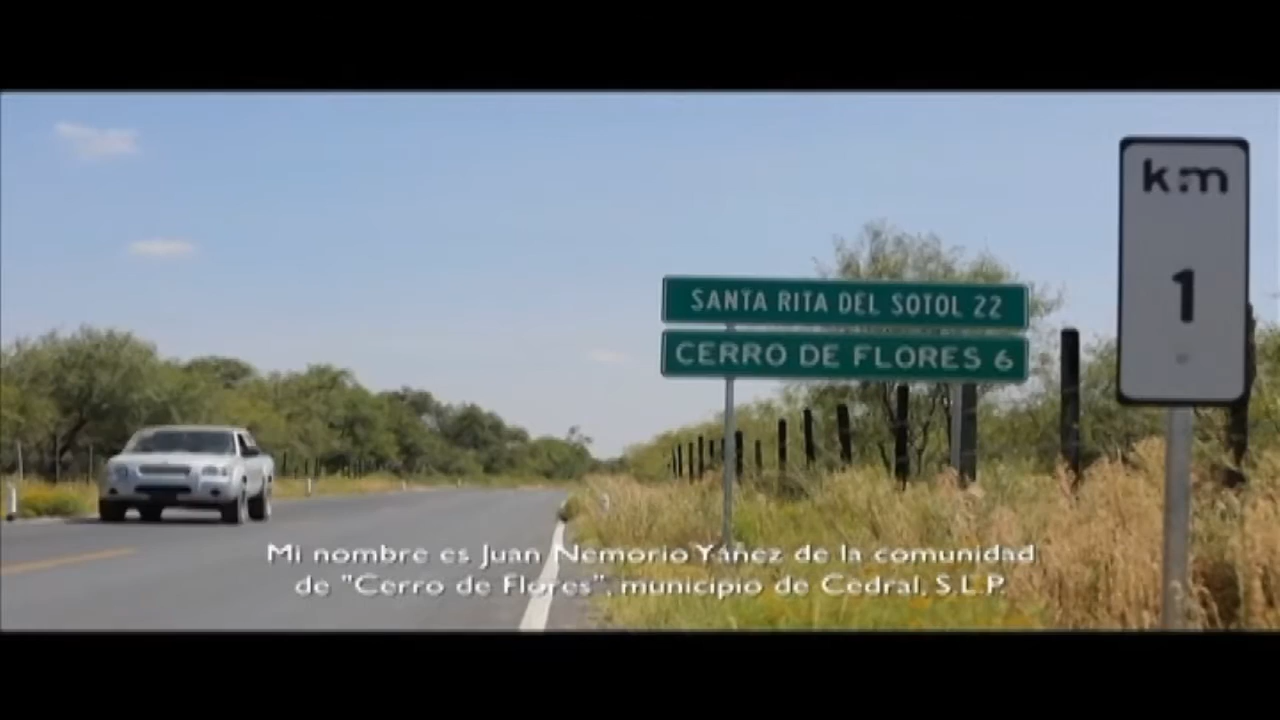 SANTA RITA DEL SOTOL 22
CERRO DE FLORES 6
km
1
Mi nombre es Juan Nemorio Yáñez de la comunidad
de "Cerro de Flores", municipio de Cedral, S.L.P.